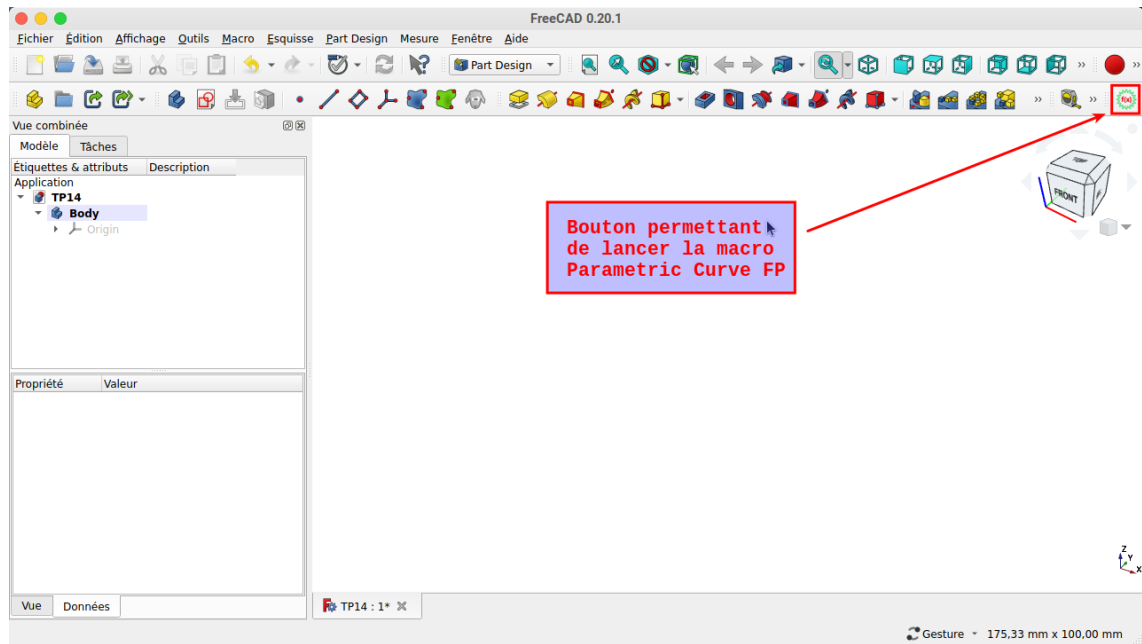 FreeCAD 0.20.1
Fichier Édition Affichage Outils Macro Esquisse Part Design Mesure Fenêtre Aide
Part Design
f(x)
Vue combinée
Modèle Tâches
Étiquettes & attributs Description
Application
TP14
Body
Origin
TOP
FRONT
Bouton permettant
de lancer la macro
Parametric Curve FP
Propriété Valeur
Z
Y
X
Vue Données
TP14 : 1*
Gesture 175,33 mm x 100,00 mm